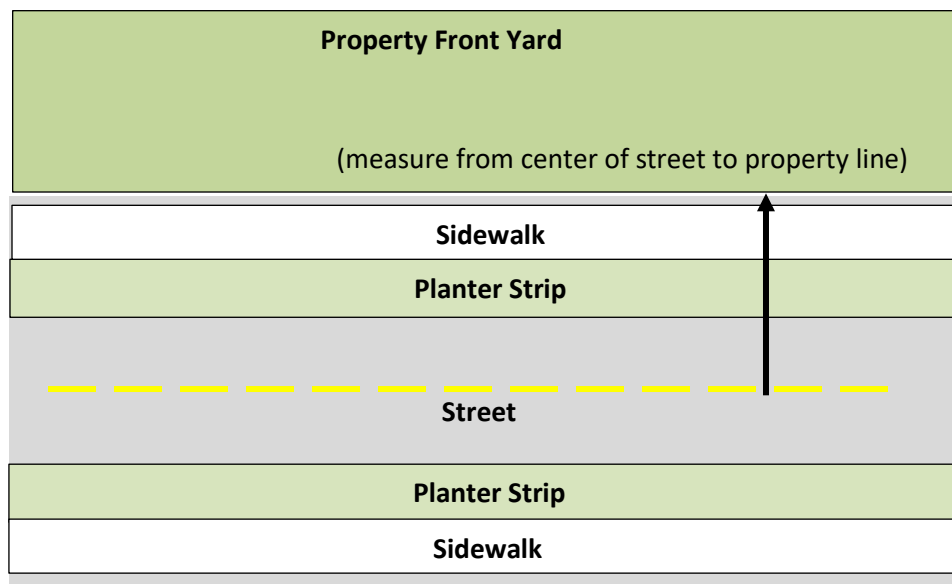 Property Front Yard
(measure from center of street to property line)
Sidewalk
Planter Strip
Street
Planter Strip
Sidewalk